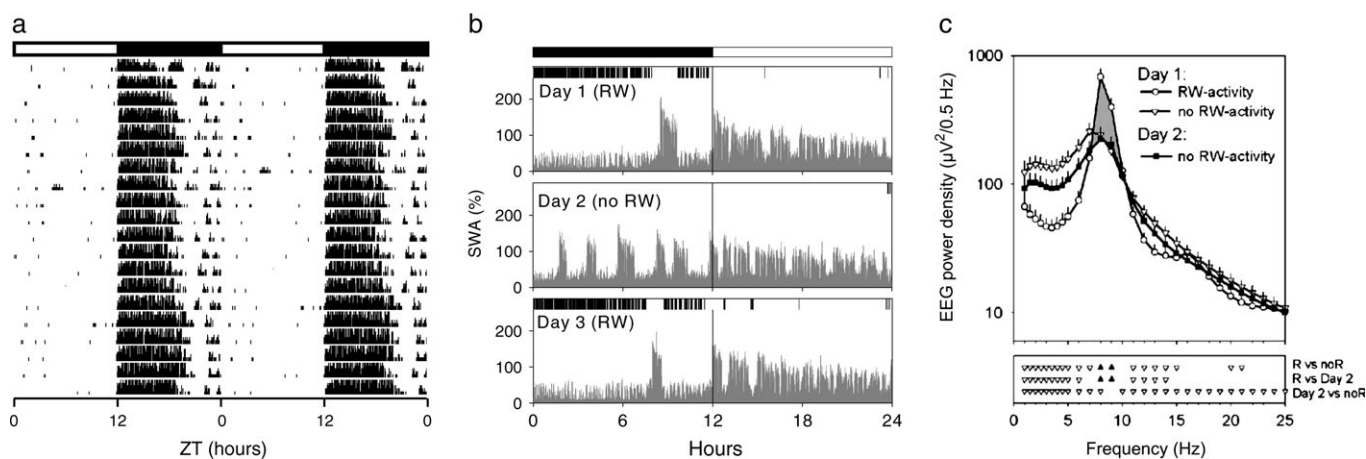 a
0
12
0
12
0
ZT (hours)
b
Day 1 (RW)
200
100
0
Day 2 (no RW)
200
100
0
Day 3 (RW)
200
100
0
SWA (%)
0
6
12
18
24
Hours
c
1000
100
10
EEG power density (µV²/0.5 Hz)
Day 1:
RW-activity
no RW-activity
Day 2:
no RW-activity
R vs noR
R vs Day 2
Day 2 vs noR
0
5
10
15
20
25
Frequency (Hz)